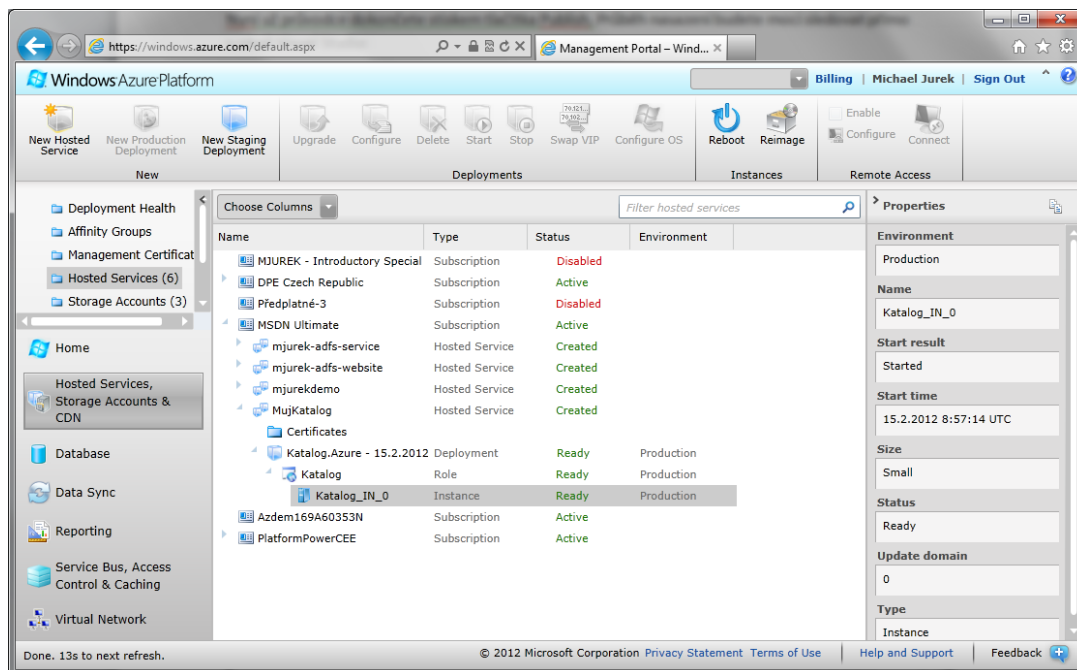 https://windows.azure.com/default.aspx
Management Portal – Wind...
Windows Azure Platform
Billing | Michael Jurek | Sign Out
New Hosted Service
New Production Deployment
New Staging Deployment
New
Upgrade
Configure
Delete
Start
Stop
Swap VIP
Configure OS
Deployments
Reboot
Reimage
Instances
Enable
Configure
Connect
Remote Access
Deployment Health
Affinity Groups
Management Certificat
Hosted Services (6)
Storage Accounts (3)
Home
Hosted Services,
Storage Accounts &
CDN
Database
Data Sync
Reporting
Service Bus, Access
Control & Caching
Virtual Network
Choose Columns
Filter hosted services
Name Type Status Environment
MJUREK - Introductory Special Subscription Disabled
DPE Czech Republic Subscription Active
Předplatné-3 Subscription Disabled
MSDN Ultimate Subscription Active
mjurek-adfs-service Hosted Service Created
mjurek-adfs-website Hosted Service Created
mjurekdemo Hosted Service Created
MujKatalog Hosted Service Created
Certificates
Katalog.Azure - 15.2.2012 Deployment Ready Production
Katalog Role Ready Production
Katalog_IN_0 Instance Ready Production
Azdem169A60353N Subscription Active
PlatformPowerCEE Subscription Active
Properties
Environment
Production
Name
Katalog_IN_0
Start result
Started
Start time
15.2.2012 8:57:14 UTC
Size
Small
Status
Ready
Update domain
0
Type
Instance
Done. 13s to next refresh.
© 2012 Microsoft Corporation Privacy Statement Terms of Use
Help and Support
Feedback